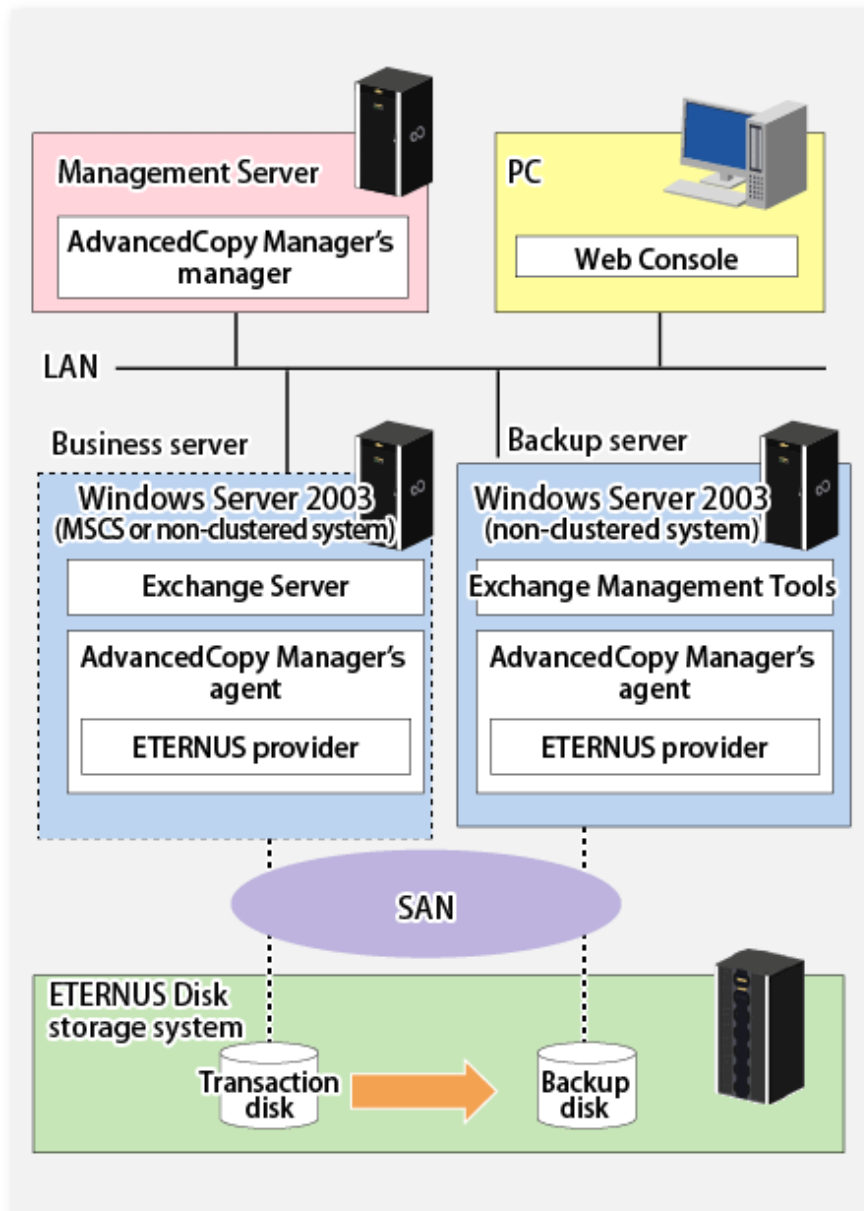 Management Server
AdvancedCopy Manager's
manager
PC
Web Console
LAN
Business server
Windows Server 2003
(MSCS or non-clustered system)
Exchange Server
AdvancedCopy Manager's
agent
ETERNUS provider
Backup server
Windows Server 2003
(non-clustered system)
Exchange Management Tools
AdvancedCopy Manager's
agent
ETERNUS provider
SAN
ETERNUS Disk
storage system
Transaction
disk
Backup
disk